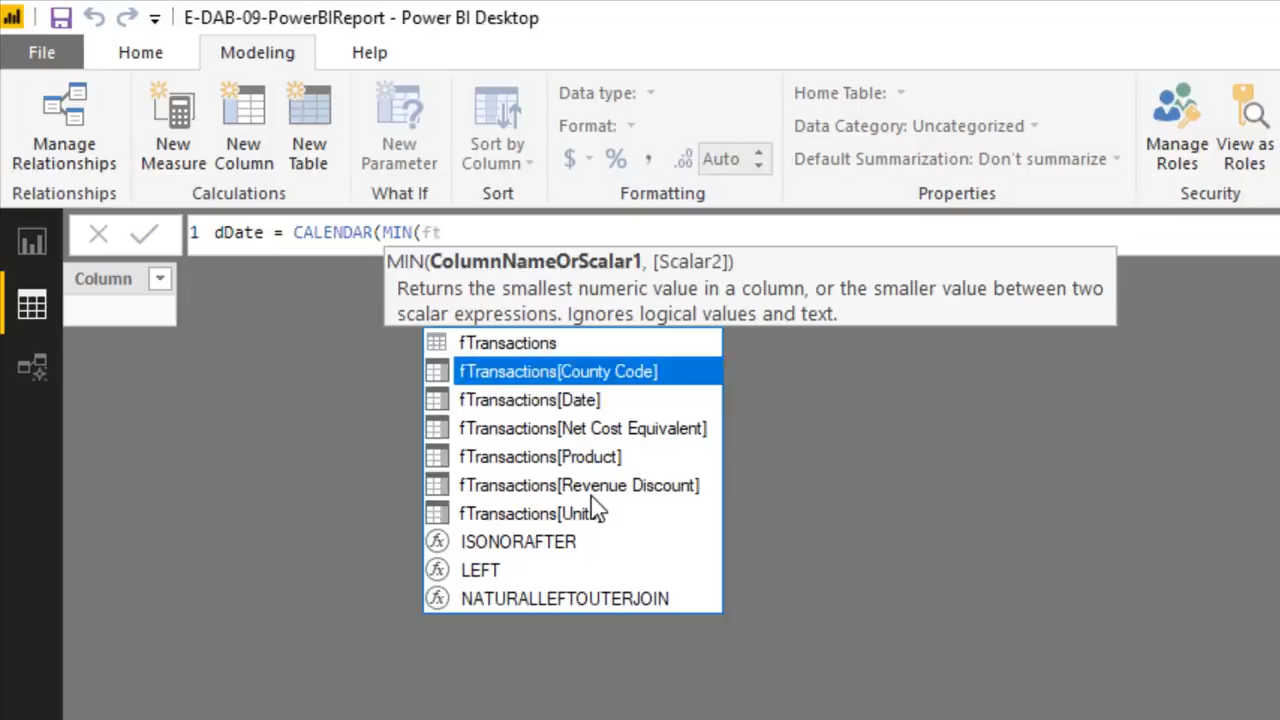 E-DAB-09-PowerBIReport - Power BI Desktop
File Home Modeling Help
Manage Relationships
New Measure
New Column
New Table
New Parameter
Sort by Column
Data type:
Format:
$ % , .00 Auto
Home Table:
Data Category: Uncategorized
Default Summarization: Don't summarize
Manage Roles
View as Roles
Relationships Calculations What If Sort Formatting Properties Security
1 dDate = CALENDAR(MIN(ft
MIN(ColumnNameOrScalar1, [Scalar2])
Returns the smallest numeric value in a column, or the smaller value between two
scalar expressions. Ignores logical values and text.
Column
fTransactions
fTransactions[County Code]
fTransactions[Date]
fTransactions[Net Cost Equivalent]
fTransactions[Product]
fTransactions[Revenue Discount]
fx ISONORAFTER
fx LEFT
fx NATURALLEFTOUTERJOIN